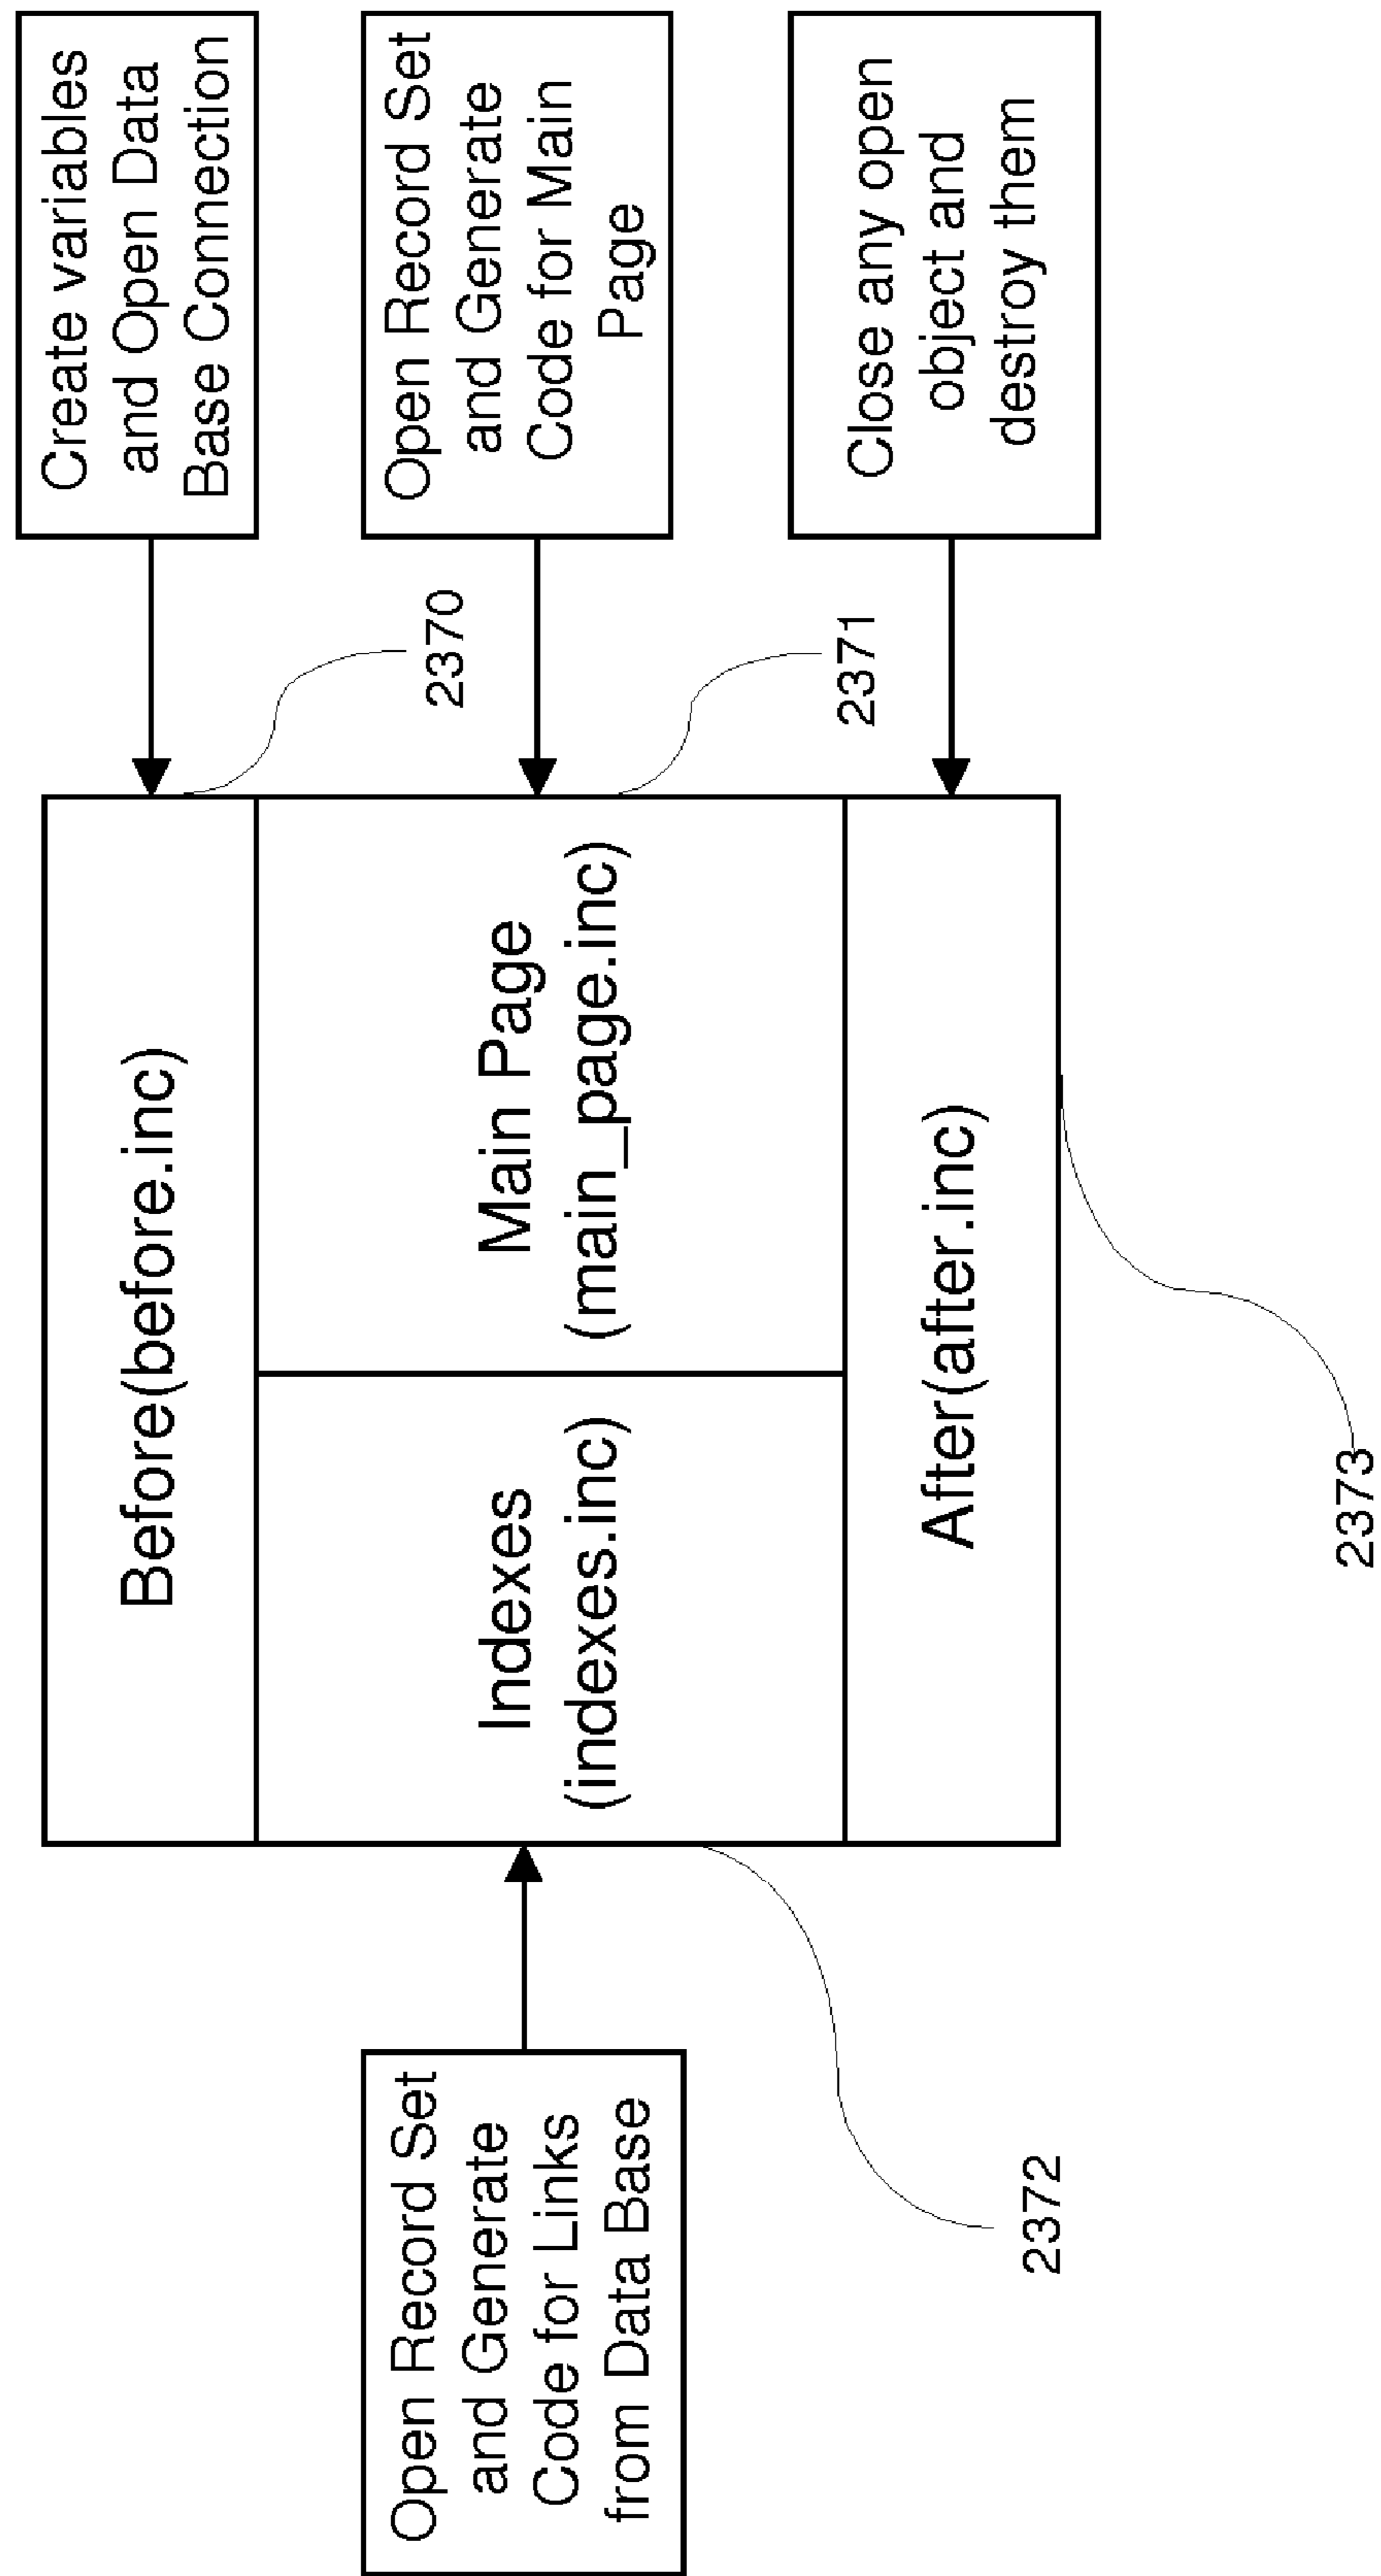 Create variables
and Open Data
Base Connection
2370
Before(before.inc)
Open Record Set
and Generate
Code for Links
from Data Base
2372
Indexes
(indexes.inc)
Main Page
(main_page.inc)
Open Record Set
and Generate
Code for Main
Page
2371
After(after.inc)
2373
Close any open
object and
destroy them